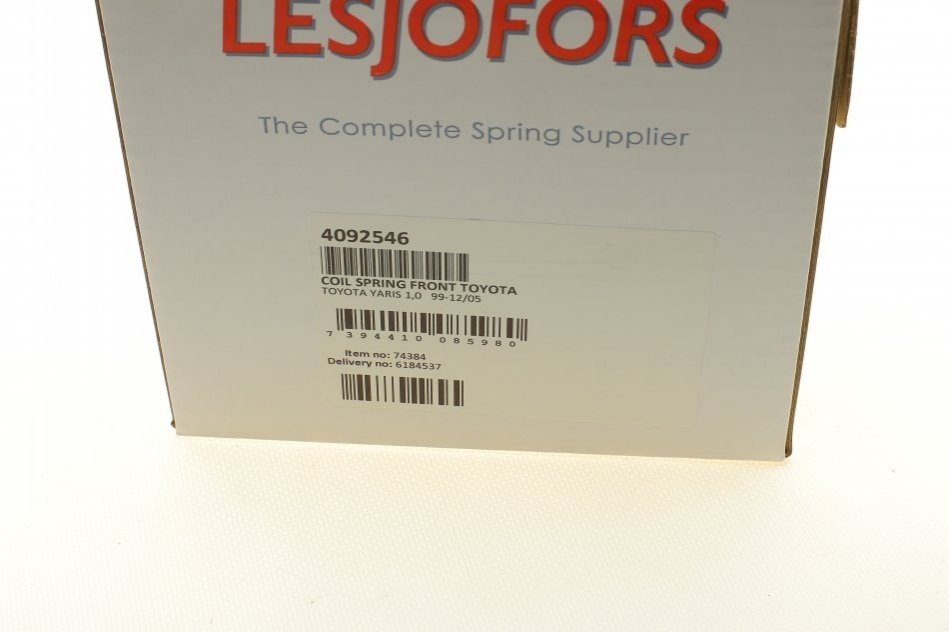 LESJÖFORS
The Complete Spring Supplier
4092546
COIL SPRING FRONT TOYOTA
TOYOTA YARIS 1,0 99-12/05
7 394410 085980
Item no: 74384
Delivery no: 6184537